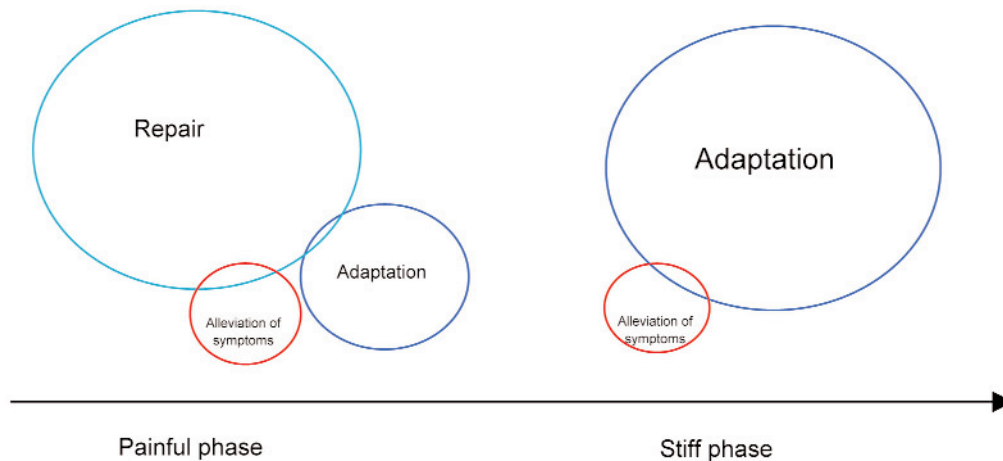 Repair
Adaptation
Alleviation of
symptoms
Adaptation
Alleviation of
symptoms
Painful phase
Stiff phase